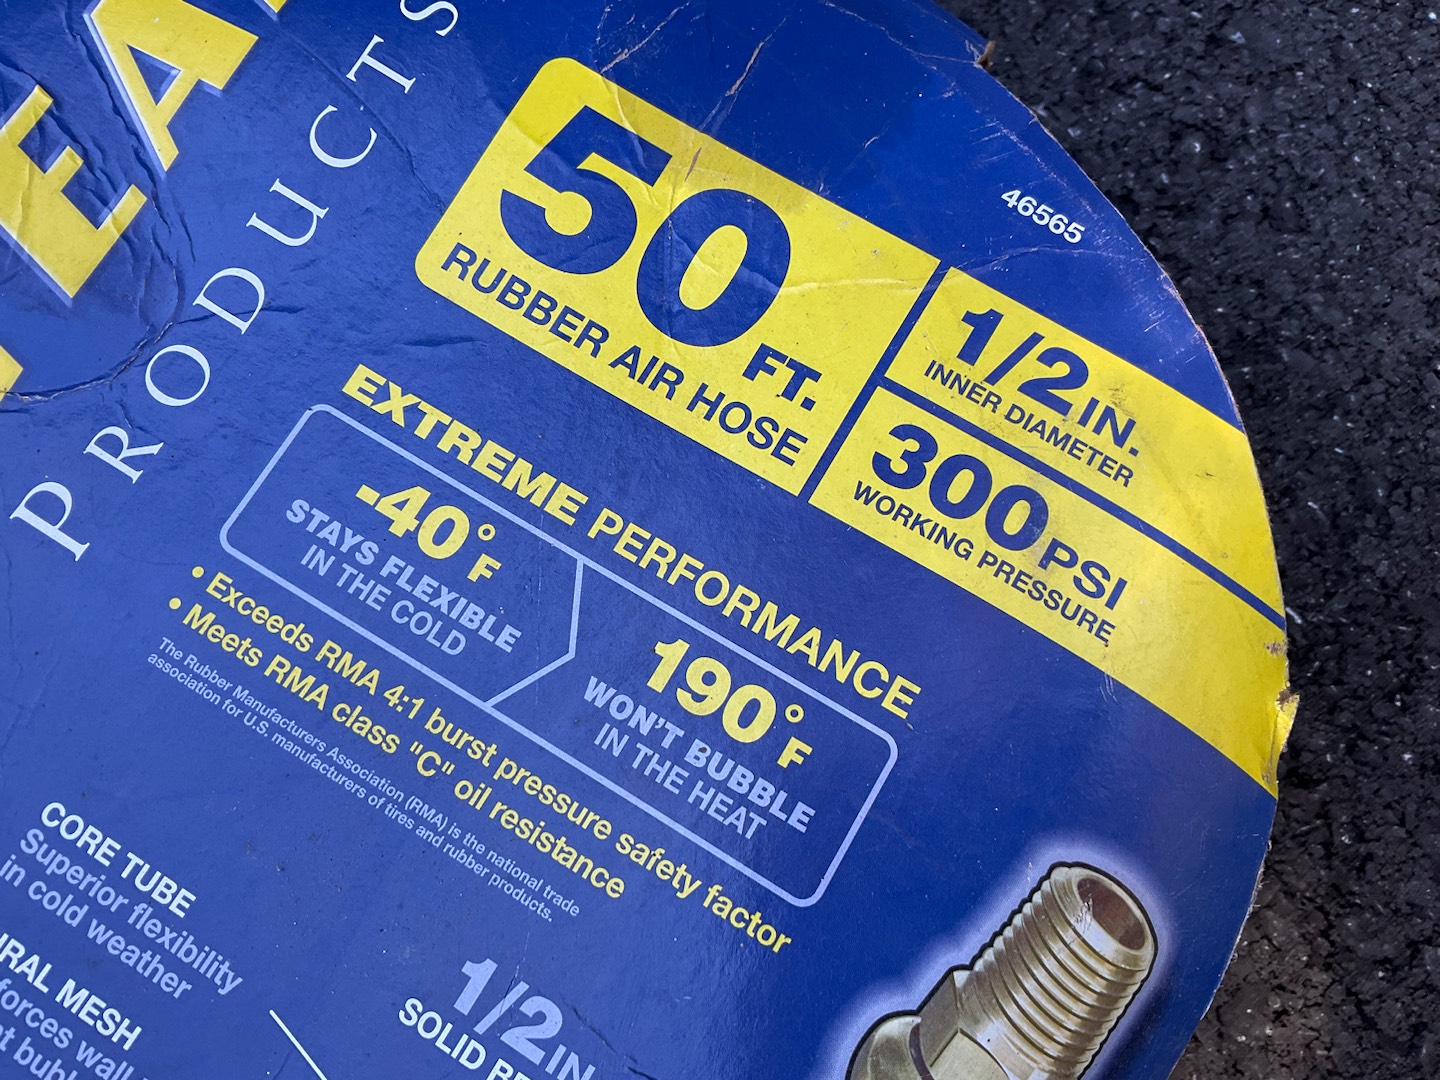 PRODUCTS
46565
50 FT.
RUBBER AIR HOSE
1/2 IN.
INNER DIAMETER
300 PSI
WORKING PRESSURE
EXTREME PERFORMANCE
-40°F
STAYS FLEXIBLE
IN THE COLD
190°F
WON'T BUBBLE
IN THE HEAT
• Exceeds RMA 4:1 burst pressure safety factor
• Meets RMA class "C" oil resistance
The Rubber Manufacturers Association (RMA) is the national trade
association for U.S. manufacturers of tires and rubber products.
CORE TUBE
Superior flexibility
in cold weather
MESH
wall
1/2 IN.
SOLID